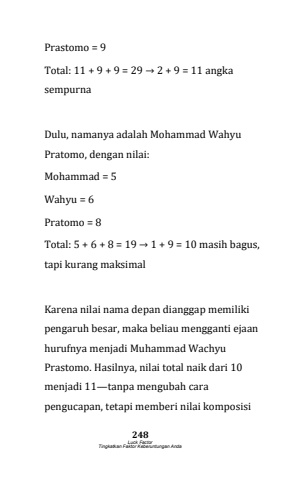 Prastomo = 9
Total: 11 + 9 + 9 = 29 → 2 + 9 = 11 angka
sempurna
Dulu, namanya adalah Mohammad Wahyu
Pratomo, dengan nilai:
Mohammad = 5
Wahyu = 6
Pratomo = 8
Total: 5 + 6 + 8 = 19 → 1 + 9 = 10 masih bagus,
tapi kurang maksimal
Karena nilai nama depan dianggap memiliki
pengaruh besar, maka beliau mengganti ejaan
hurufnya menjadi Muhammad Wachyu
Prastomo. Hasilnya, nilai total naik dari 10
menjadi 11—tanpa mengubah cara
pengucapan, tetapi memberi nilai komposisi
248
Luck Factor
Tingkatkan Faktor Keberuntungan Anda